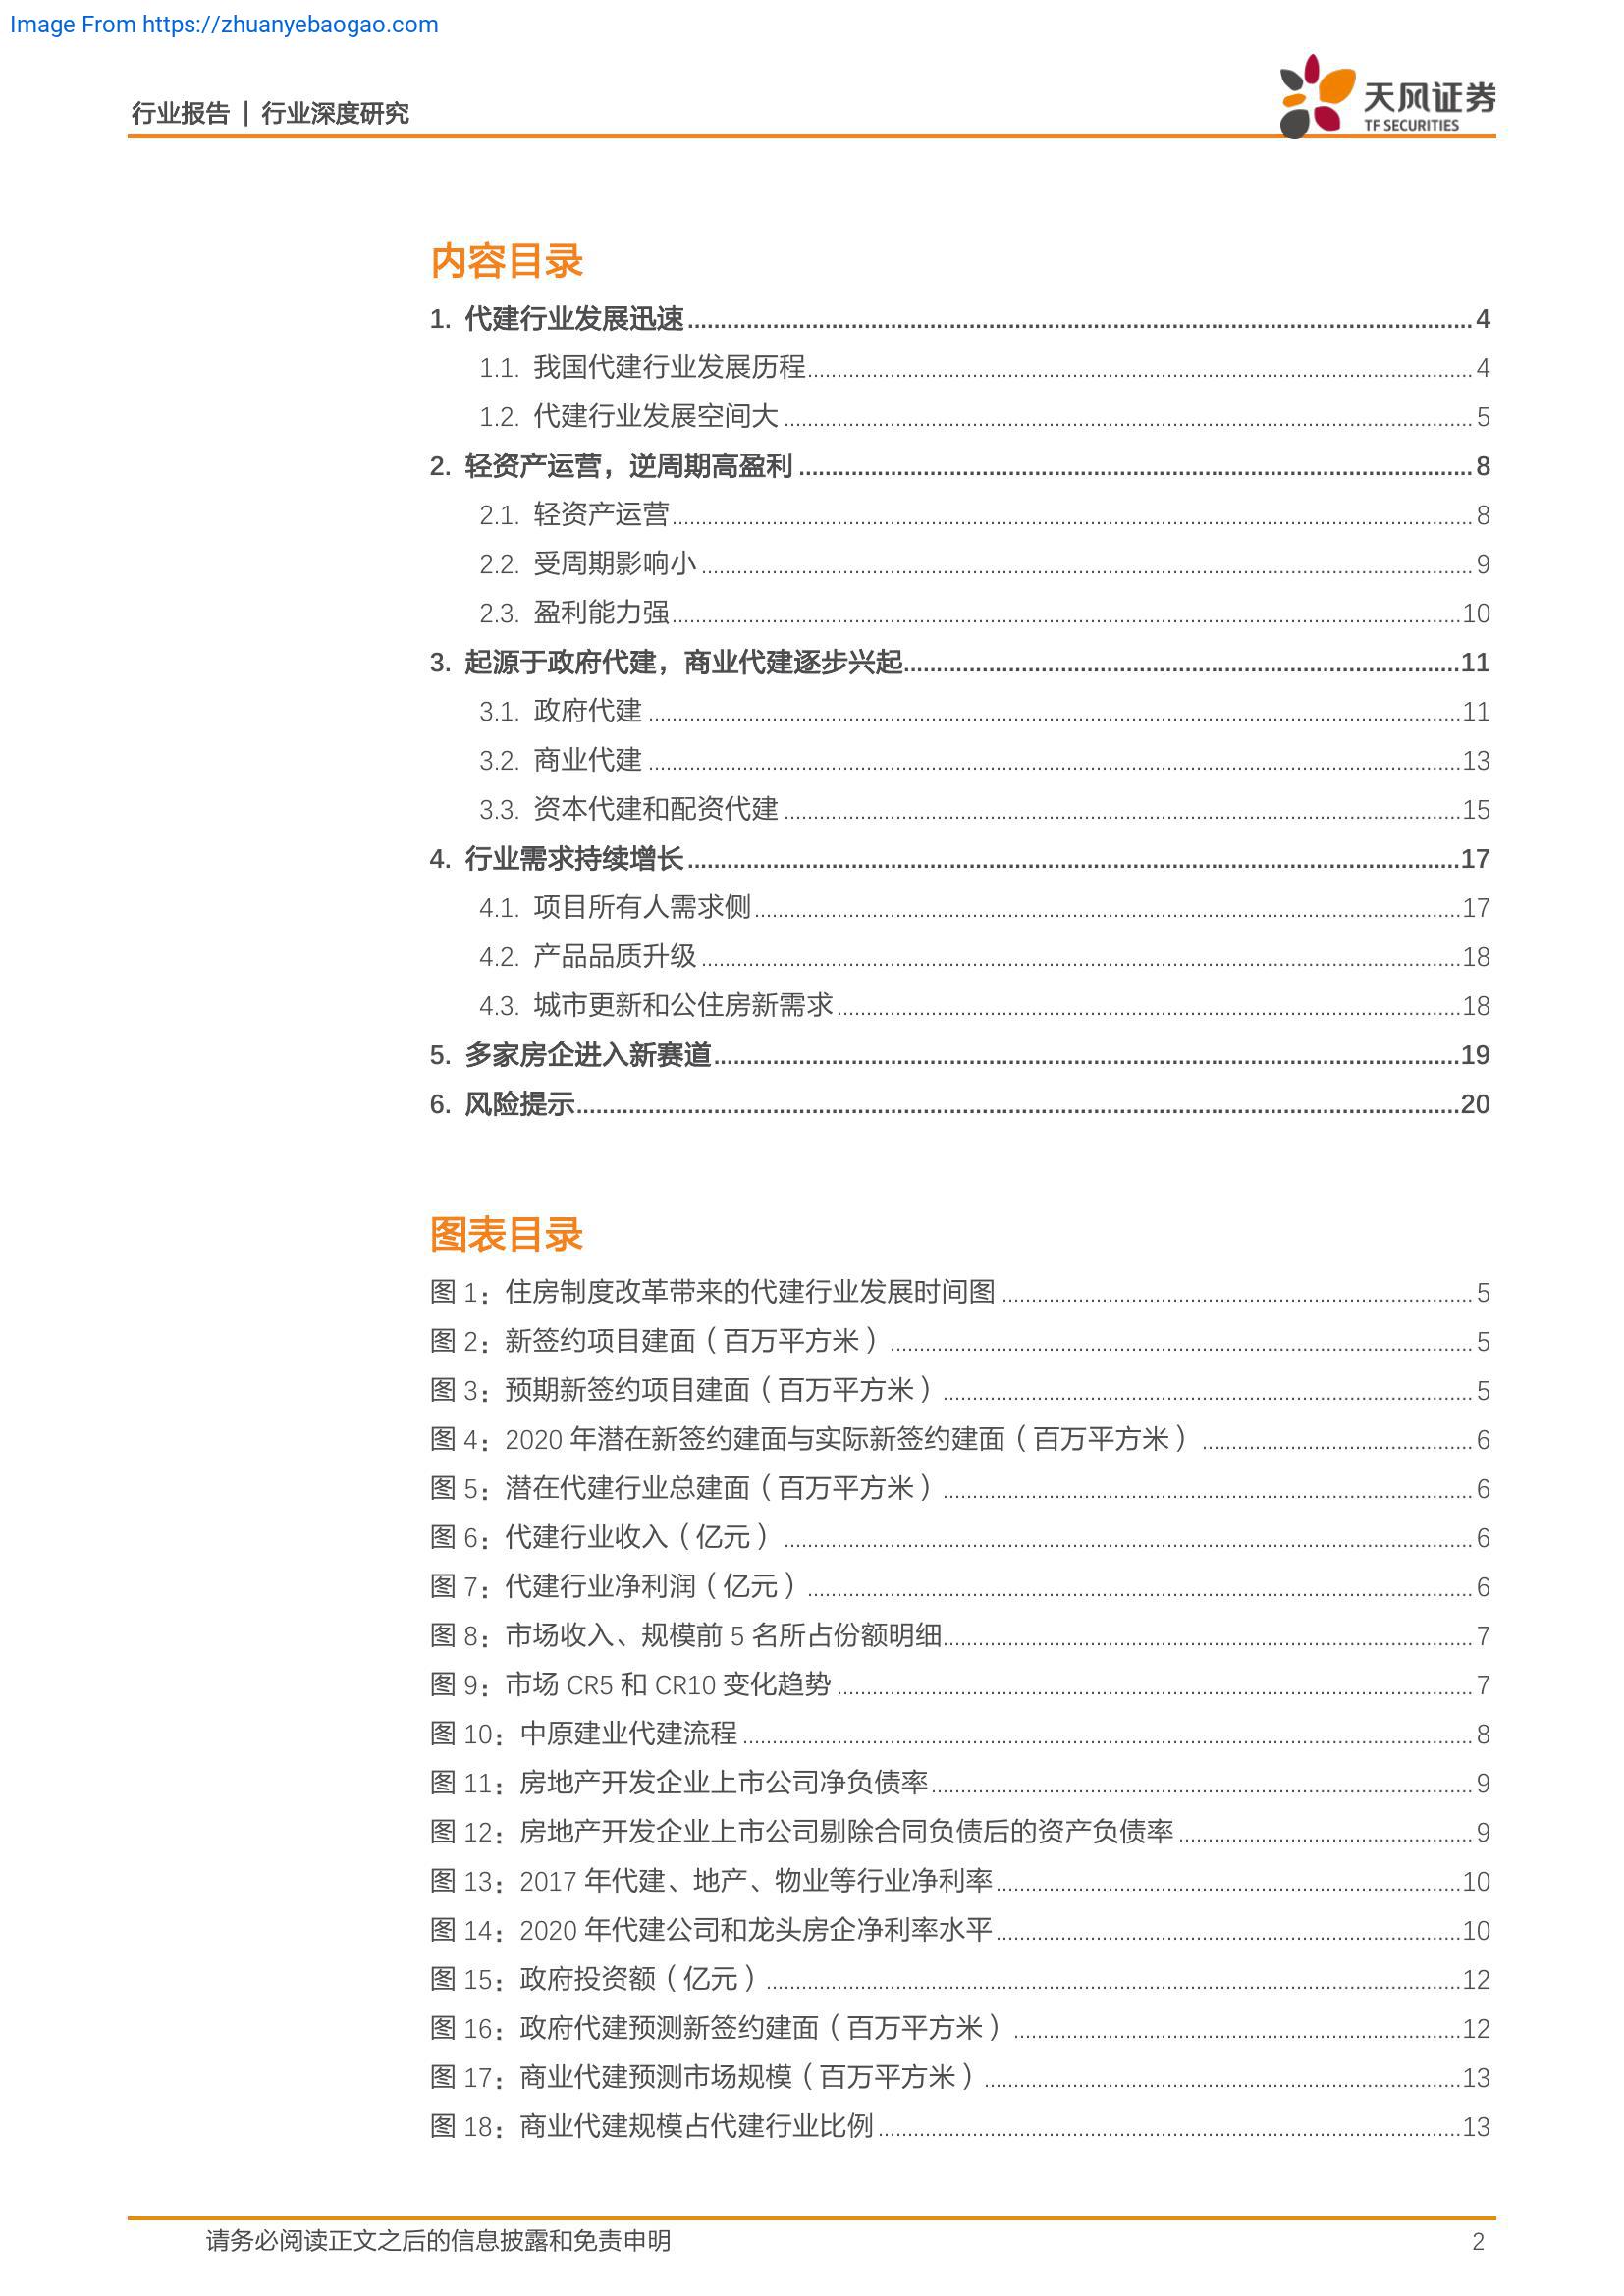 Image From https://zhuanyebaogao.com
行业报告 | 行业深度研究
天风证券
TF SECURITIES
内容目录
1. 代建行业发展迅速 4
1.1. 我国代建行业发展历程 4
1.2. 代建行业发展空间大 5
2. 轻资产运营，逆周期高盈利 8
2.1. 轻资产运营 8
2.2. 受周期影响小 9
2.3. 盈利能力强 10
3. 起源于政府代建，商业代建逐步兴起 11
3.1. 政府代建 11
3.2. 商业代建 13
3.3. 资本代建和配资代建 15
4. 行业需求持续增长 17
4.1. 项目所有人需求侧 17
4.2. 产品品质升级 18
4.3. 城市更新和公住房新需求 18
5. 多家房企进入新赛道 19
6. 风险提示 20
图表目录
图 1：住房制度改革带来的代建行业发展时间图 5
图 2：新签约项目建面（百万平方米） 5
图 3：预期新签约项目建面（百万平方米） 5
图 4：2020 年潜在新签约建面与实际新签约建面（百万平方米） 6
图 5：潜在代建行业总建面（百万平方米） 6
图 6：代建行业收入（亿元） 6
图 7：代建行业净利润（亿元） 6
图 8：市场收入、规模前 5 名所占份额明细 7
图 9：市场 CR5 和 CR10 变化趋势 7
图 10：中原建业代建流程 8
图 11：房地产开发企业上市公司净负债率 9
图 12：房地产开发企业上市公司剔除合同负债后的资产负债率 9
图 13：2017 年代建、地产、物业等行业净利率 10
图 14：2020 年代建公司和龙头房企净利率水平 10
图 15：政府投资额（亿元） 12
图 16：政府代建预测新签约建面（百万平方米） 12
图 17：商业代建预测市场规模（百万平方米） 13
图 18：商业代建规模占代建行业比例 13
请务必阅读正文之后的信息披露和免责申明 2